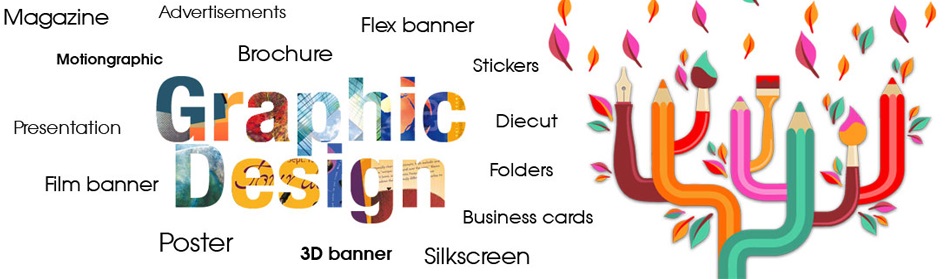 Magazine
Advertisements
Flex banner
Motiongraphic
Brochure
Stickers
Graphic
Presentation
Diecut
Design
Film banner
Folders
Business cards
Poster
3D banner
Silkscreen